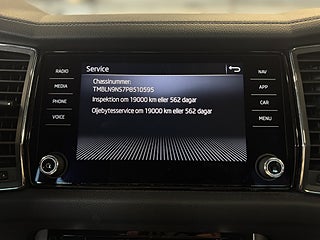 Service
RADIO
MEDIA
PHONE
VOICE
Chassinummer:
TMBLN9NS7P8510595
Inspektion om 19000 km eller 562 dagar
Oljebytesservice om 19000 km eller 562 dagar
NAV
APP
CAR
MENU